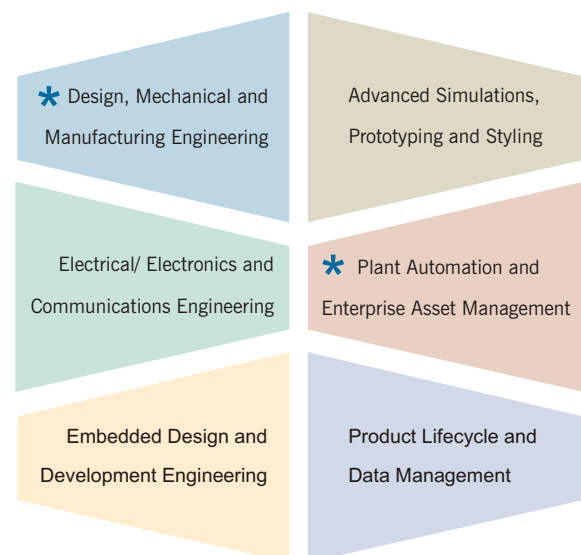 * Design, Mechanical and
Manufacturing Engineering
Advanced Simulations,
Prototyping and Styling
Electrical/ Electronics and
Communications Engineering
* Plant Automation and
Enterprise Asset Management
Embedded Design and
Development Engineering
Product Lifecycle and
Data Management